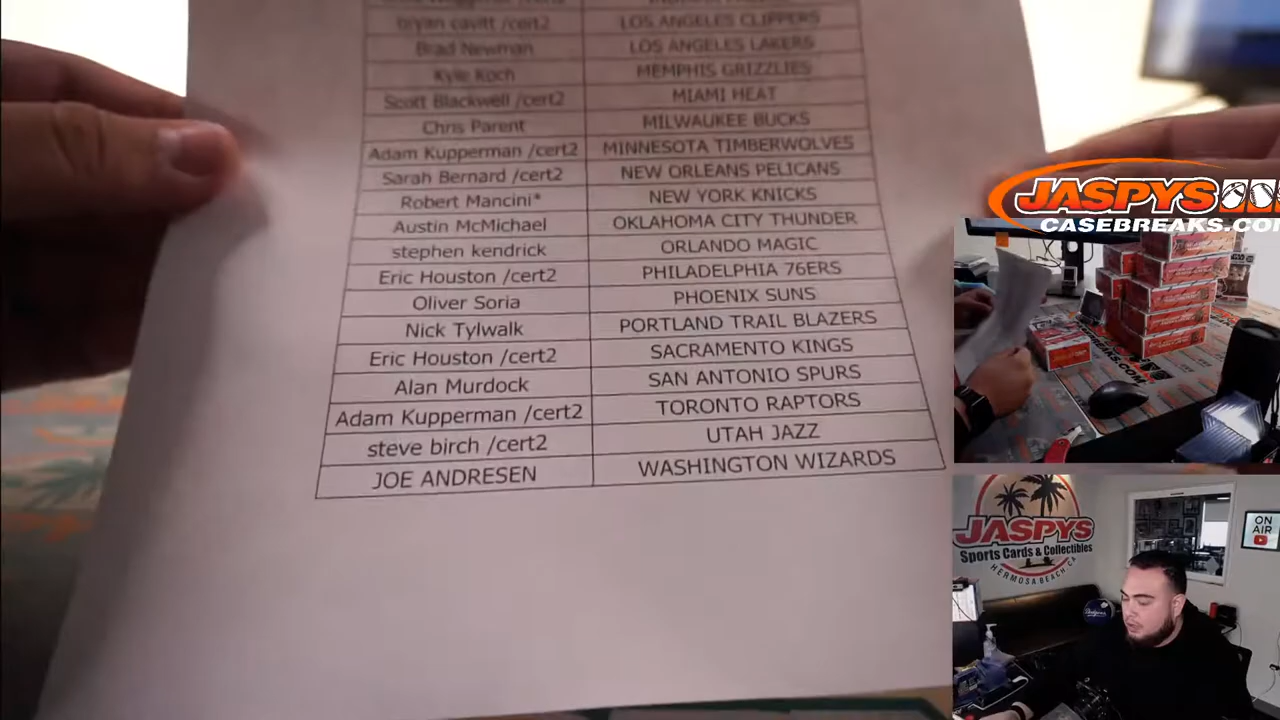 bryan cavitt /cert2 LOS ANGELES CLIPPERS
Brad Newman LOS ANGELES LAKERS
Kyle Koch MEMPHIS GRIZZLIES
Scott Blackwell /cert2 MIAMI HEAT
Chris Parent MILWAUKEE BUCKS
Adam Kupperman /cert2 MINNESOTA TIMBERWOLVES
Sarah Bernard /cert2 NEW ORLEANS PELICANS
Robert Mancini* NEW YORK KNICKS
Austin McMichael OKLAHOMA CITY THUNDER
stephen kendrick ORLANDO MAGIC
Eric Houston /cert2 PHILADELPHIA 76ERS
Oliver Soria PHOENIX SUNS
Nick Tylwalk PORTLAND TRAIL BLAZERS
Eric Houston /cert2 SACRAMENTO KINGS
Alan Murdock SAN ANTONIO SPURS
Adam Kupperman /cert2 TORONTO RAPTORS
steve birch /cert2 UTAH JAZZ
JOE ANDRESEN WASHINGTON WIZARDS
JASPYS
CASEBREAKS.CO
JASPYS
Sports Cards & Collectibles
HERMOSA BEACH CA
ON
AIR
Dodgers